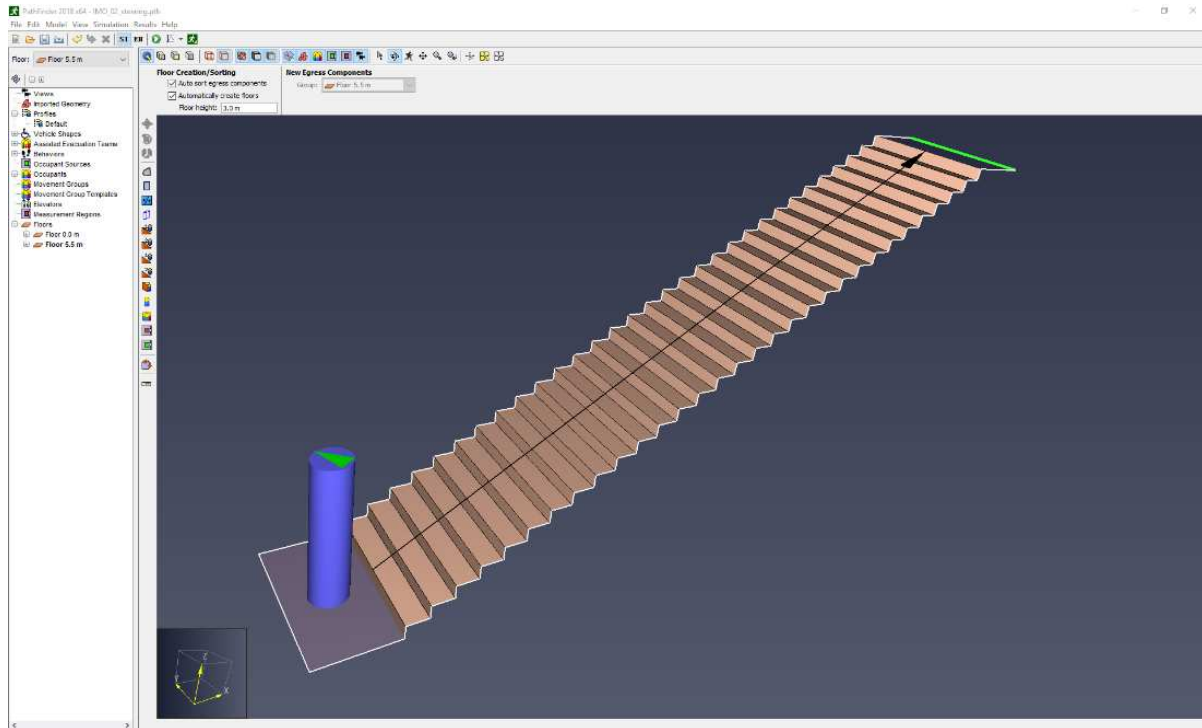 PathFinder 2018 x64 - IMO_02_steering.pth
File Edit Model View Simulation Results Help
Floor: Floor 5.5 m
Floor Creation/Sorting
Auto sort egress components
Automatically create floors
Floor height: 3.0 m
New Egress Components
Group: Floor 5.5 m
Views
Imported Geometry
Profiles
Default
Vehicle Shapes
Assisted Evacuation Teams
Behaviors
Occupant Sources
Occupants
Movement Groups
Movement Group Templates
Elevators
Measurement Regions
Floors
Floor 0.0 m
Floor 5.5 m
Z
Y
X